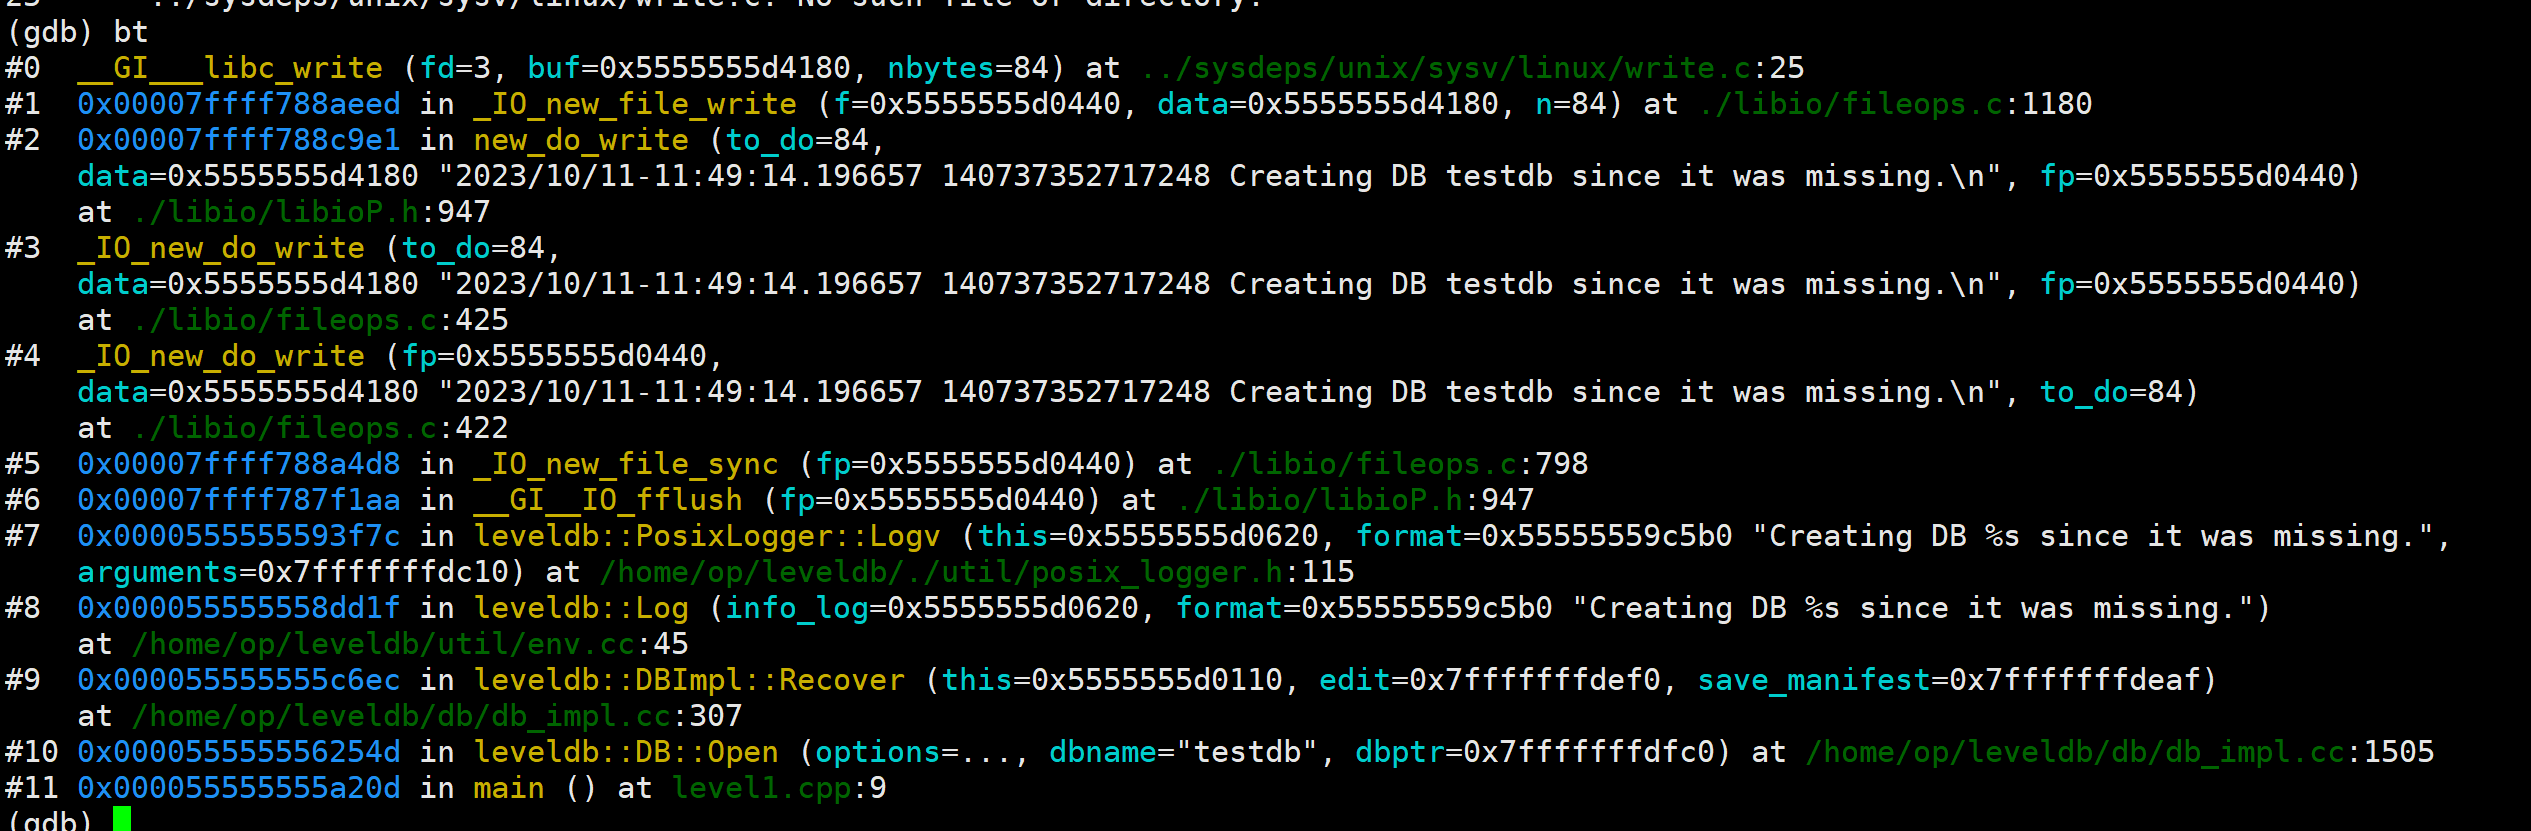 25      ../sysdeps/unix/sysv/linux/write.c: No such file or directory.
(gdb) bt
#0  __GI___libc_write (fd=3, buf=0x5555555d4180, nbytes=84) at ../sysdeps/unix/sysv/linux/write.c:25
#1  0x00007ffff788aeed in _IO_new_file_write (f=0x5555555d0440, data=0x5555555d4180, n=84) at ./libio/fileops.c:1180
#2  0x00007ffff788c9e1 in new_do_write (to_do=84,
    data=0x5555555d4180 "2023/10/11-11:49:14.196657 140737352717248 Creating DB testdb since it was missing.\n", fp=0x5555555d0440)
    at ./libio/libioP.h:947
#3  _IO_new_do_write (to_do=84,
    data=0x5555555d4180 "2023/10/11-11:49:14.196657 140737352717248 Creating DB testdb since it was missing.\n", fp=0x5555555d0440)
    at ./libio/fileops.c:425
#4  _IO_new_do_write (fp=0x5555555d0440,
    data=0x5555555d4180 "2023/10/11-11:49:14.196657 140737352717248 Creating DB testdb since it was missing.\n", to_do=84)
    at ./libio/fileops.c:422
#5  0x00007ffff788a4d8 in _IO_new_file_sync (fp=0x5555555d0440) at ./libio/fileops.c:798
#6  0x00007ffff787f1aa in __GI__IO_fflush (fp=0x5555555d0440) at ./libio/libioP.h:947
#7  0x0000555555593f7c in leveldb::PosixLogger::Logv (this=0x5555555d0620, format=0x55555559c5b0 "Creating DB %s since it was missing.",
    arguments=0x7fffffffdc10) at /home/op/leveldb/./util/posix_logger.h:115
#8  0x000055555558dd1f in leveldb::Log (info_log=0x5555555d0620, format=0x55555559c5b0 "Creating DB %s since it was missing.")
    at /home/op/leveldb/util/env.cc:45
#9  0x000055555555c6ec in leveldb::DBImpl::Recover (this=0x5555555d0110, edit=0x7fffffffdef0, save_manifest=0x7fffffffdeaf)
    at /home/op/leveldb/db/db_impl.cc:307
#10 0x000055555556254d in leveldb::DB::Open (options=..., dbname="testdb", dbptr=0x7fffffffdfc0) at /home/op/leveldb/db/db_impl.cc:1505
#11 0x000055555555a20d in main () at level1.cpp:9
(gdb)